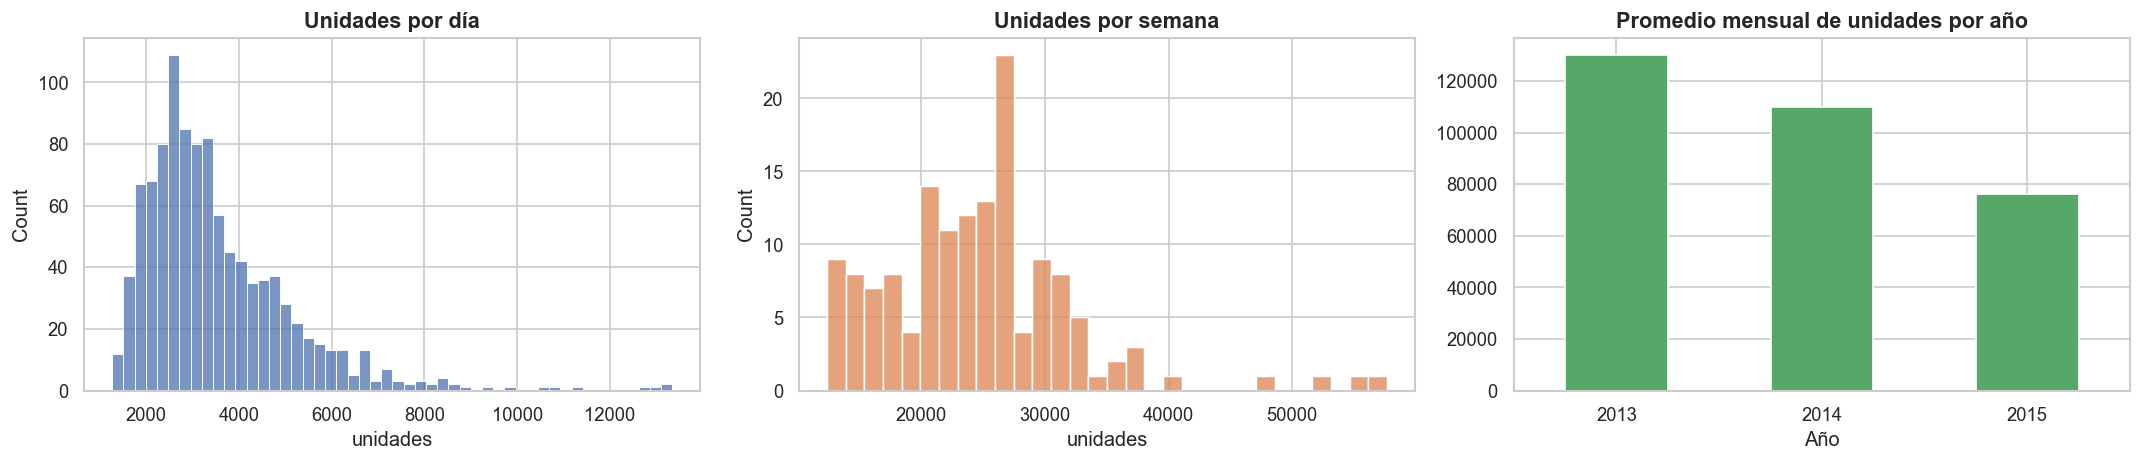 Unidades por día
Count
100
80
60
40
20
0
2000 4000 6000 8000 10000 12000
unidades
Unidades por semana
Count
20
15
10
5
0
20000 30000 40000 50000
unidades
Promedio mensual de unidades por año
120000
100000
80000
60000
40000
20000
0
2013 2014 2015
Año